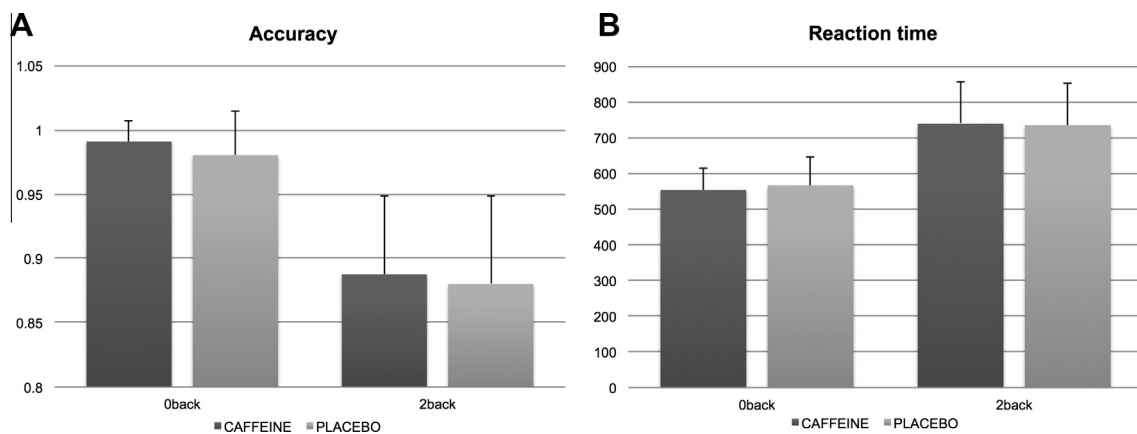 A
Accuracy
1.05
1
0.95
0.9
0.85
0.8
0back
2back
CAFFEINE
PLACEBO
B
Reaction time
900
800
700
600
500
400
300
200
100
0
0back
2back
CAFFEINE
PLACEBO